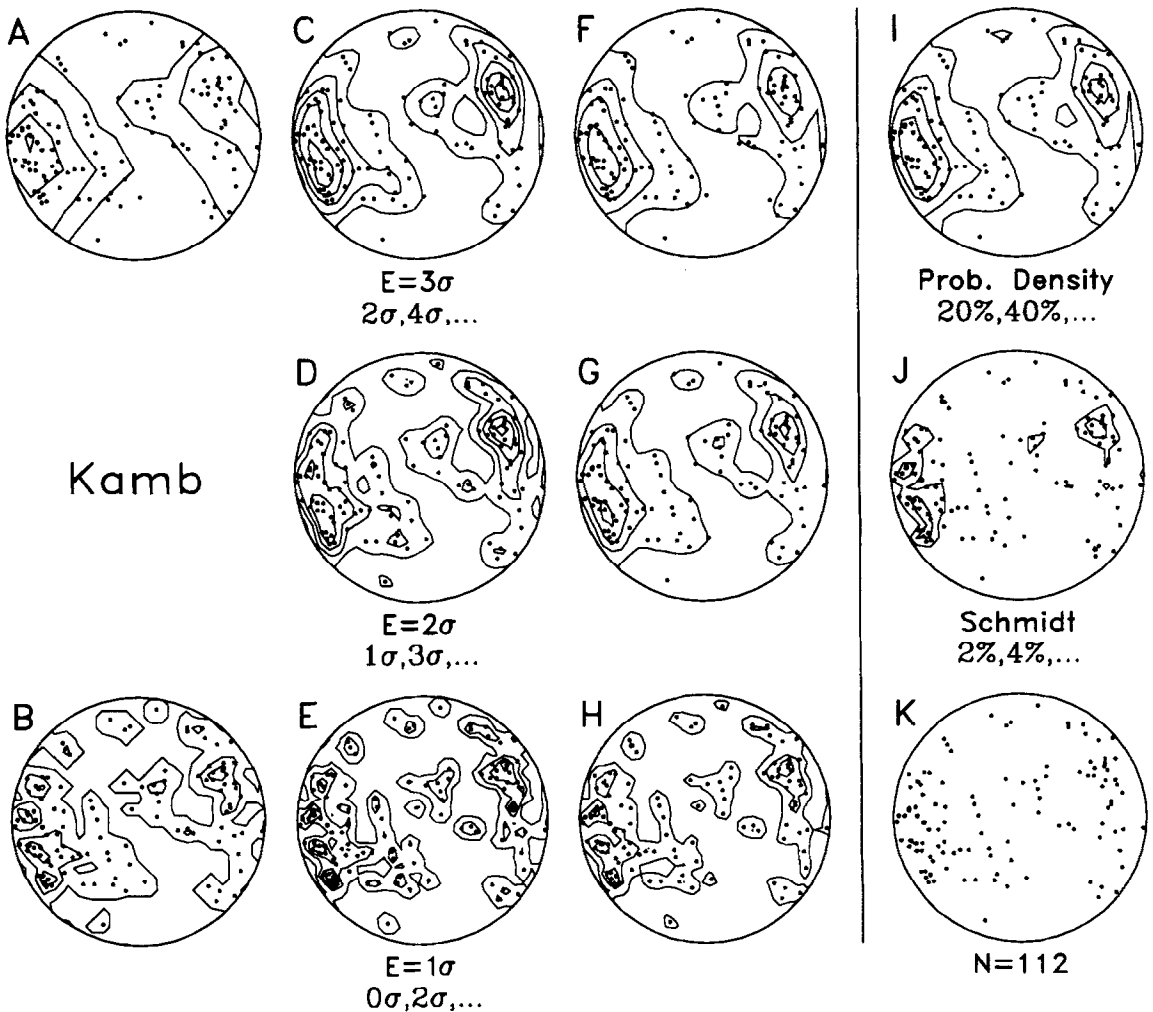 A
C
F
I
E=3σ
2σ,4σ,...
Prob. Density
20%,40%,...
D
G
J
Kamb
E=2σ
1σ,3σ,...
Schmidt
2%,4%,...
B
E
H
K
E=1σ
0σ,2σ,...
N=112